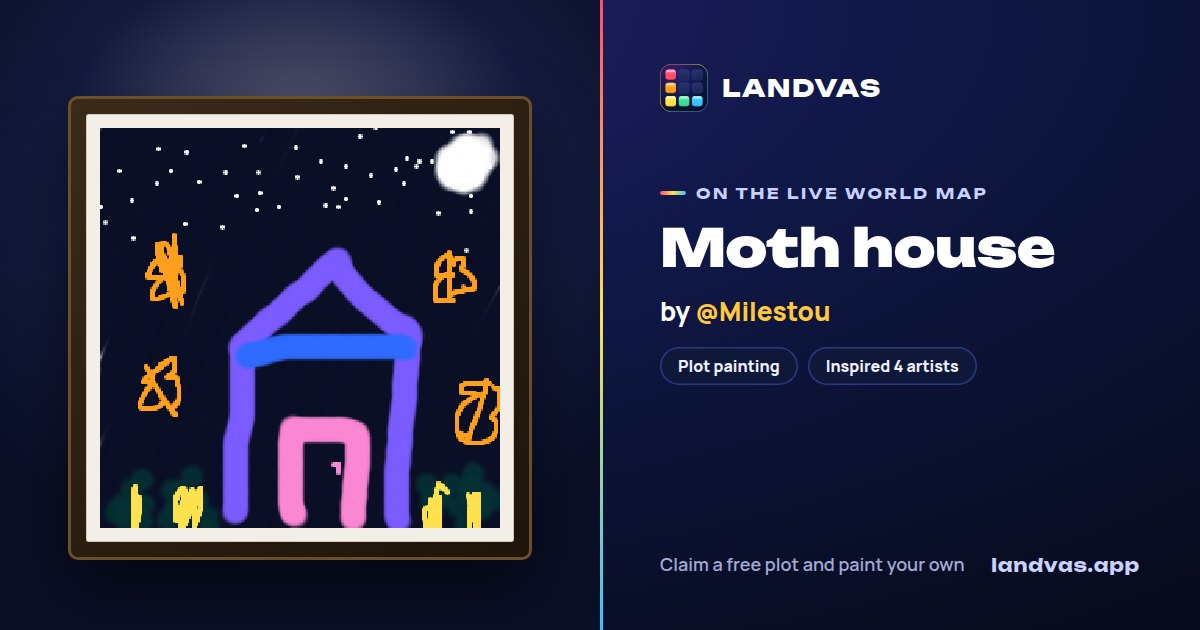 LANDVAS
ON THE LIVE WORLD MAP
Moth house
by @Milestou
Plot painting
Inspired 4 artists
Claim a free plot and paint your own
landvas.app